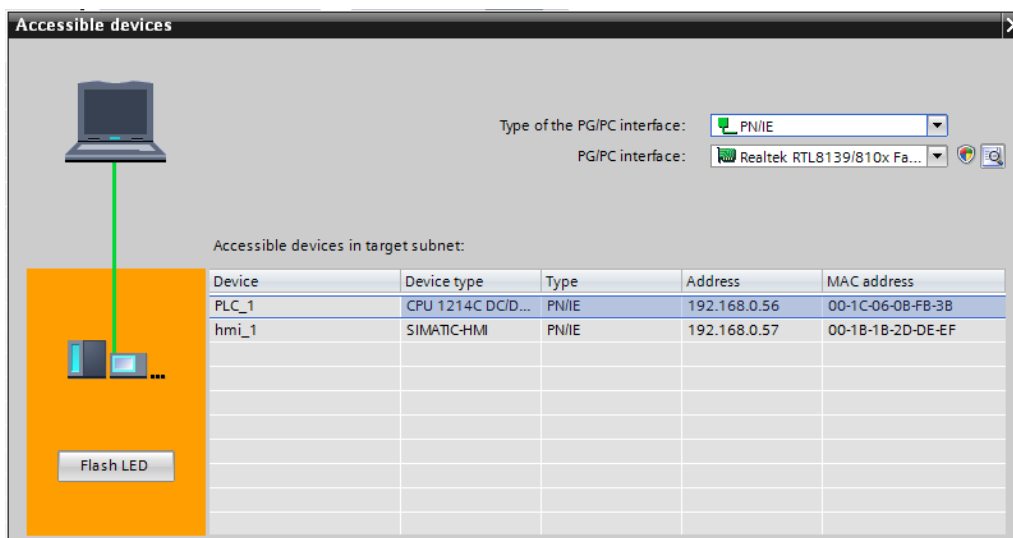 Accessible devices
Type of the PG/PC interface: PN/IE
PG/PC interface: Realtek RTL8139/810x Fa...
Accessible devices in target subnet:
Device Device type Type Address MAC address
PLC_1 CPU 1214C DC/D... PN/IE 192.168.0.56 00-1C-06-0B-FB-3B
hmi_1 SIMATIC-HMI PN/IE 192.168.0.57 00-1B-1B-2D-DE-EF
Flash LED